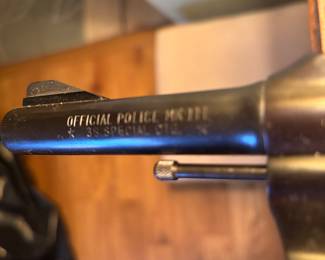 OFFICIAL POLICE MK III
★ 38 SPECIAL CTG. ★